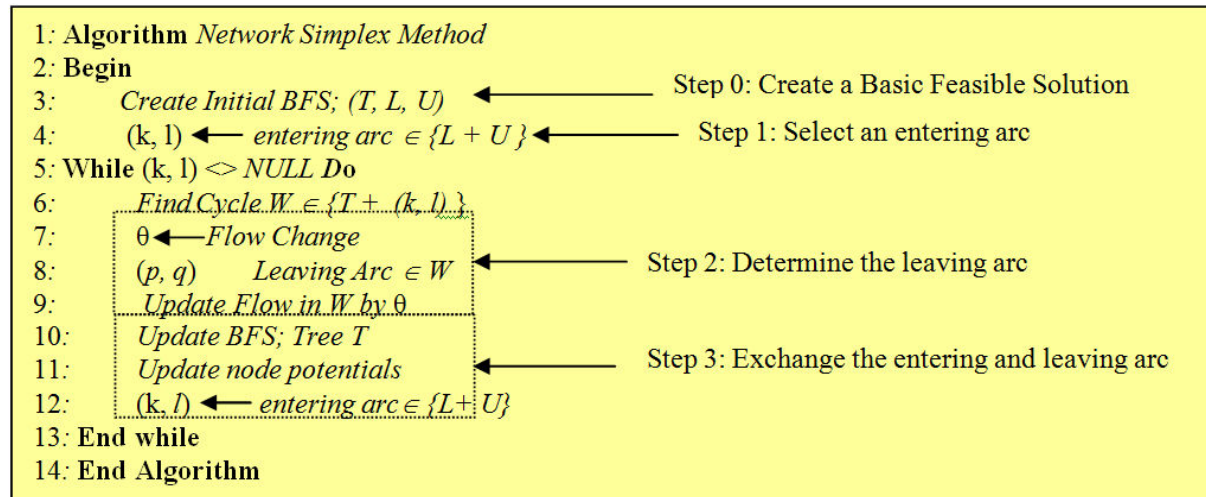 1: Algorithm Network Simplex Method
2: Begin
3: Create Initial BFS; (T, L, U)
Step 0: Create a Basic Feasible Solution
4: (k, l) ← entering arc ∈ {L + U }
Step 1: Select an entering arc
5: While (k, l) <> NULL Do
6: Find Cycle W ∈ {T + (k, l) }
7: θ ← Flow Change
8: (p, q) Leaving Arc ∈ W
Step 2: Determine the leaving arc
9: Update Flow in W by θ
10: Update BFS; Tree T
11: Update node potentials
Step 3: Exchange the entering and leaving arc
12: (k, l) ← entering arc ∈ {L+ U}
13: End while
14: End Algorithm